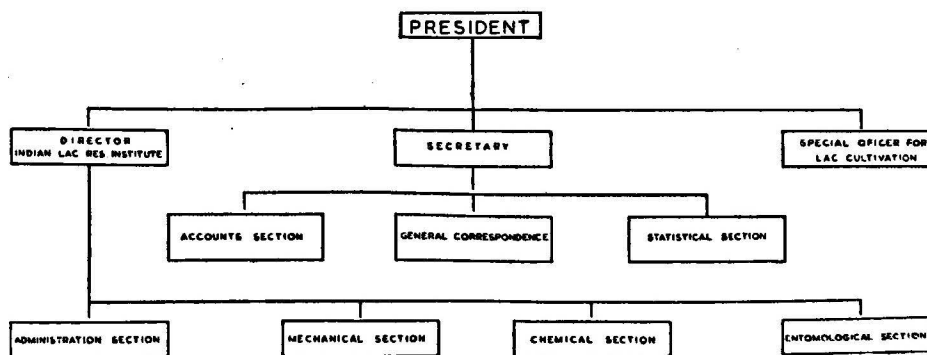 PRESIDENT
DIRECTOR
INDIAN LAC RES. INSTITUTE
SECRETARY
SPECIAL OFICER FOR
LAC CULTIVATION
ACCOUNTS SECTION
GENERAL CORRESPONDENCE
STATISTICAL SECTION
ADMINISTRATION SECTION
MECHANICAL SECTION
CHEMICAL SECTION
ENTOMOLOGICAL SECTION